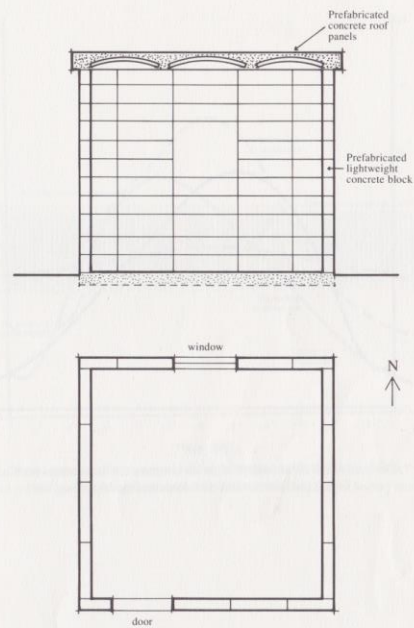 Prefabricated
concrete roof
panels
Prefabricated
lightweight
concrete block
window
N
door